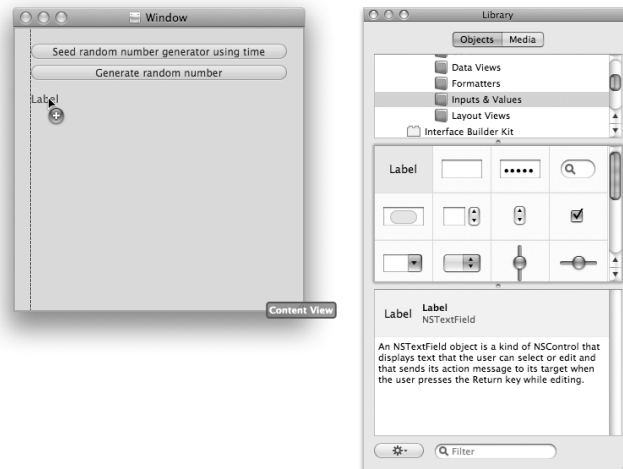 Window
Seed random number generator using time
Generate random number
Label
Content View
Library
Objects Media
Data Views
Formatters
Inputs & Values
Layout Views
Interface Builder Kit
Label
Label Label
NSTextField
An NSTextField object is a kind of NSControl that
displays text that the user can select or edit and
that sends its action message to its target when
the user presses the Return key while editing.
Filter